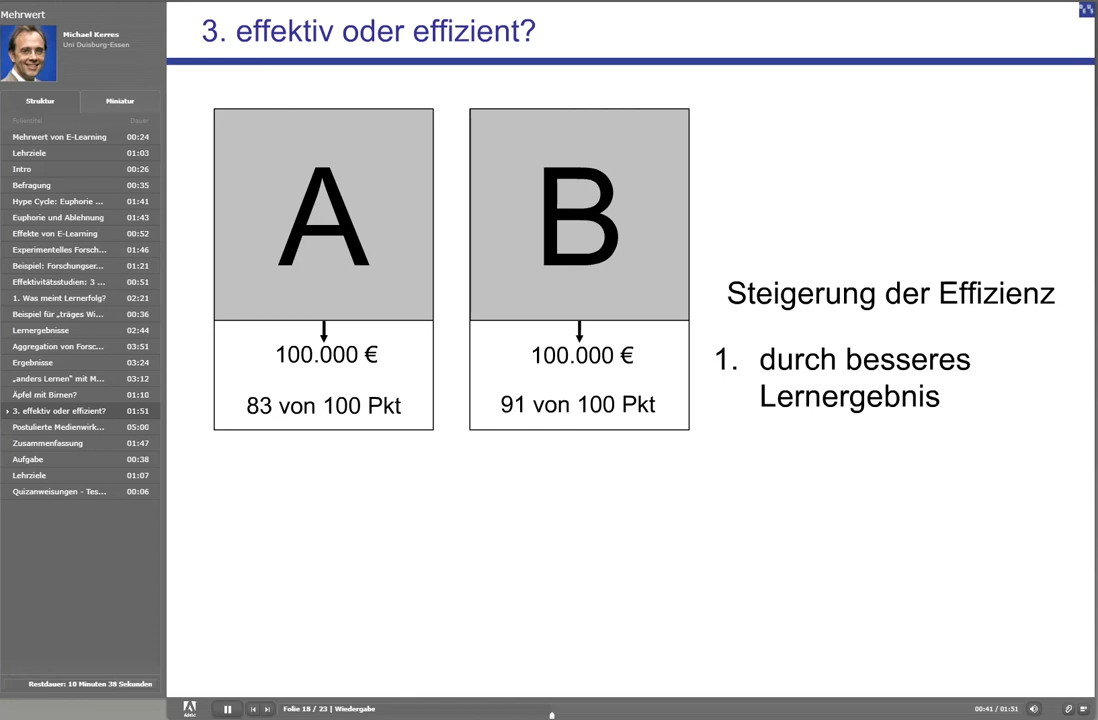 Mehrwert
Michael Kerres
Uni Duisburg-Essen
Struktur Miniatur
Folientitel Dauer
Mehrwert von E-Learning 00:24
Lehrziele 01:03
Intro 00:26
Befragung 00:35
Hype Cycle: Euphorie ... 01:41
Euphorie und Ablehnung 01:43
Effekte von E-Learning 00:52
Experimentelles Forsch... 01:46
Beispiel: Forschungser... 01:21
Effektivitätsstudien: 3 ... 00:51
1. Was meint Lernerfolg? 02:21
Beispiel für „träges Wi... 00:36
Lernergebnisse 02:44
Aggregation von Forsc... 03:51
Ergebnisse 03:24
„anders Lernen“ mit M... 03:12
Äpfel mit Birnen? 01:10
3. effektiv oder effizient? 01:51
Postulierte Medienwirk... 05:00
Zusammenfassung 01:47
Aufgabe 00:38
Lehrziele 01:07
Quizanweisungen - Tes... 00:06
Restdauer: 10 Minuten 38 Sekunden
3. effektiv oder effizient?
A B
100.000 € 100.000 €
83 von 100 Pkt 91 von 100 Pkt
Steigerung der Effizienz
1. durch besseres
Lernergebnis
Adobe
Folie 18 / 23 | Wiedergabe
00:41 / 01:51